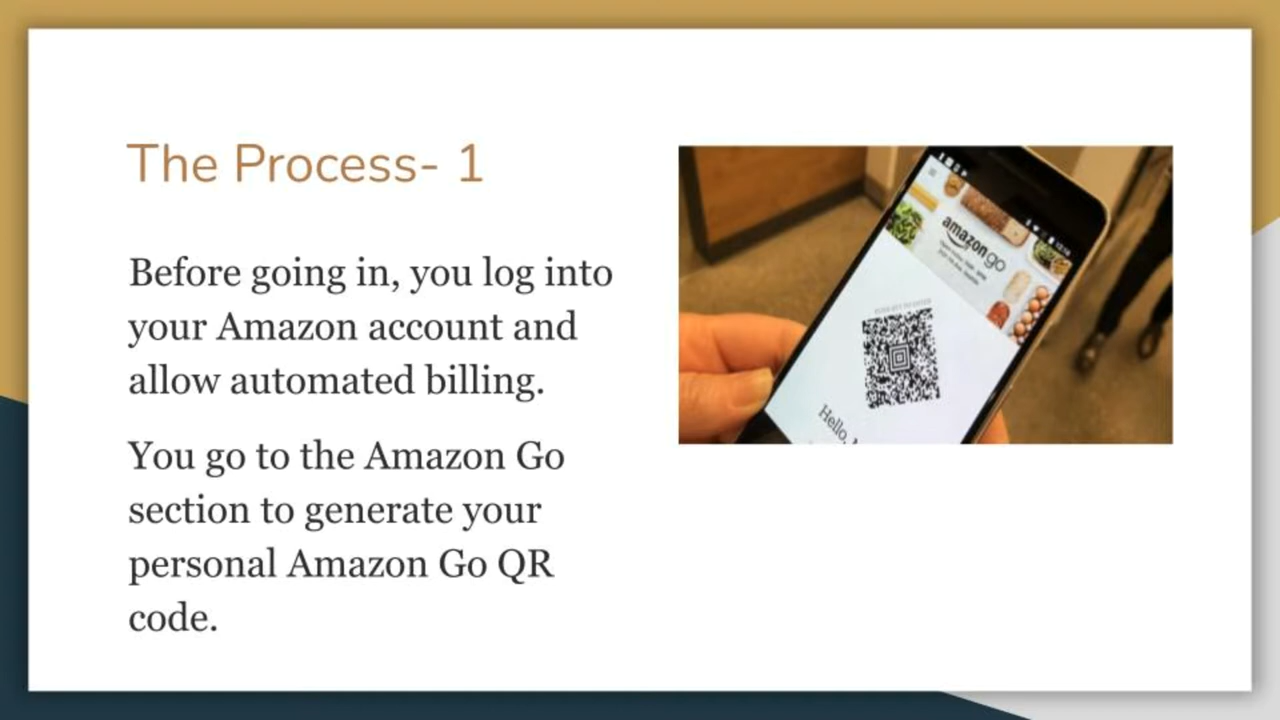 The Process- 1
Before going in, you log into
your Amazon account and
allow automated billing.
You go to the Amazon Go
section to generate your
personal Amazon Go QR
code.
amazon go
Hello,